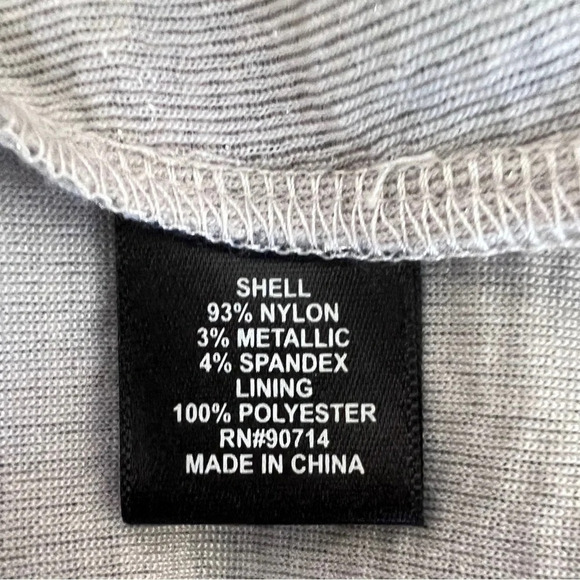 SHELL
93% NYLON
3% METALLIC
4% SPANDEX
LINING
100% POLYESTER
RN#90714
MADE IN CHINA